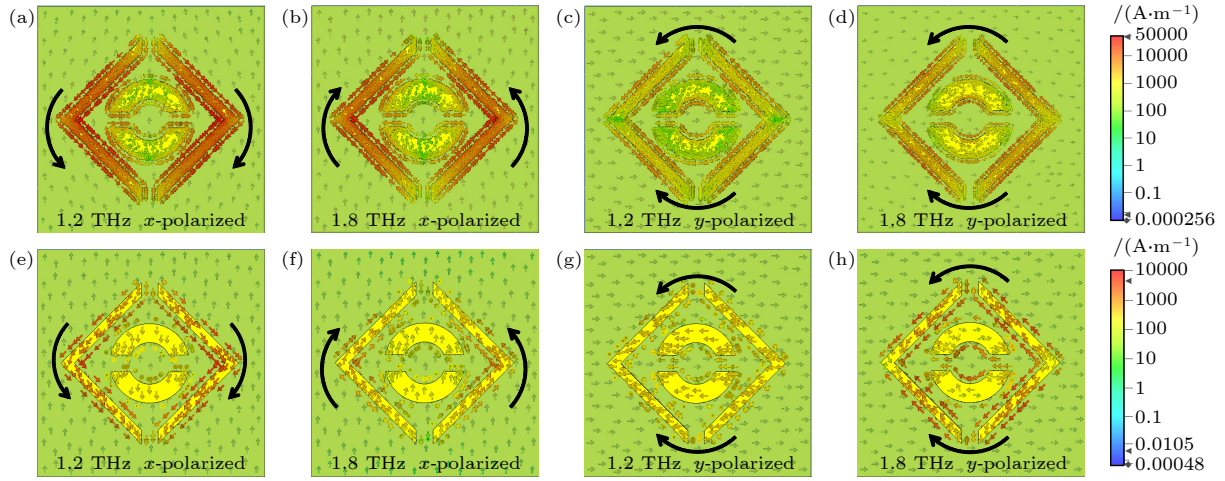 (a)
(b)
(c)
(d)
/(A·m⁻¹)
50000
10000
1000
100
10
1
0.1
0.000256
1.2 THz x-polarized
1.8 THz x-polarized
1.2 THz y-polarized
1.8 THz y-polarized
(e)
(f)
(g)
(h)
/(A·m⁻¹)
10000
1000
100
10
1
0.1
0.0105
0.00048
1.2 THz x-polarized
1.8 THz x-polarized
1.2 THz y-polarized
1.8 THz y-polarized